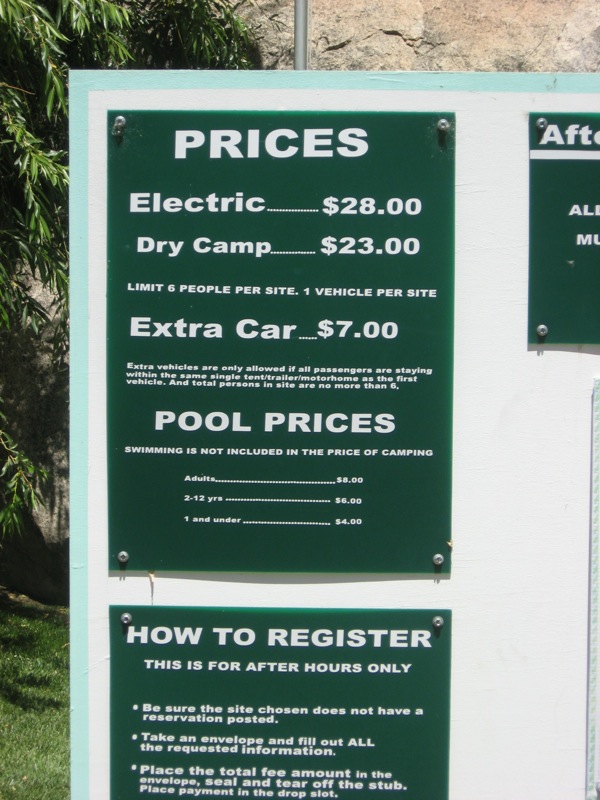 PRICES
Electric..................$28.00
Dry Camp...............$23.00
LIMIT 6 PEOPLE PER SITE. 1 VEHICLE PER SITE
Extra Car......$7.00
Extra vehicles are only allowed if all passengers are staying
within the same single tent/trailer/motorhome as the first
vehicle. And total persons in site are no more than 6.
POOL PRICES
SWIMMING IS NOT INCLUDED IN THE PRICE OF CAMPING
Adults..........................................$8.00
2-12 yrs .................................... $6.00
1 and under .............................. $4.00
HOW TO REGISTER
THIS IS FOR AFTER HOURS ONLY
• Be sure the site chosen does not have a
reservation posted.
• Take an envelope and fill out ALL
the requested information.
• Place the total fee amount in the
envelope, seal and tear off the stub.
Place payment in the drop slot.